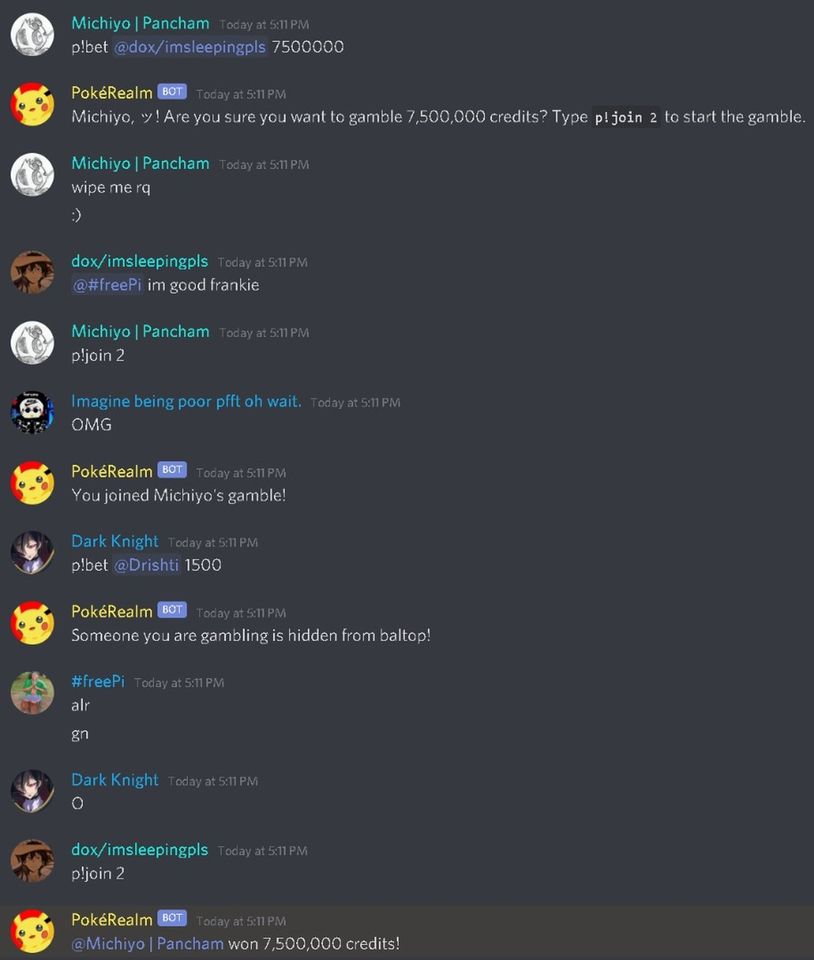 Michiyo | Pancham Today at 5:11 PM
p!bet @dox/imsleepingpls 7500000
PokéRealm BOT Today at 5:11 PM
Michiyo, ッ! Are you sure you want to gamble 7,500,000 credits? Type p!join 2 to start the gamble.
Michiyo | Pancham Today at 5:11 PM
wipe me rq
:)
dox/imsleepingpls Today at 5:11 PM
@#freePi im good frankie
Michiyo | Pancham Today at 5:11 PM
p!join 2
Imagine being poor pfft oh wait. Today at 5:11 PM
OMG
PokéRealm BOT Today at 5:11 PM
You joined Michiyo's gamble!
Dark Knight Today at 5:11 PM
p!bet @Drishti 1500
PokéRealm BOT Today at 5:11 PM
Someone you are gambling is hidden from baltop!
#freePi Today at 5:11 PM
alr
gn
Dark Knight Today at 5:11 PM
O
dox/imsleepingpls Today at 5:11 PM
p!join 2
PokéRealm BOT Today at 5:11 PM
@Michiyo | Pancham won 7,500,000 credits!